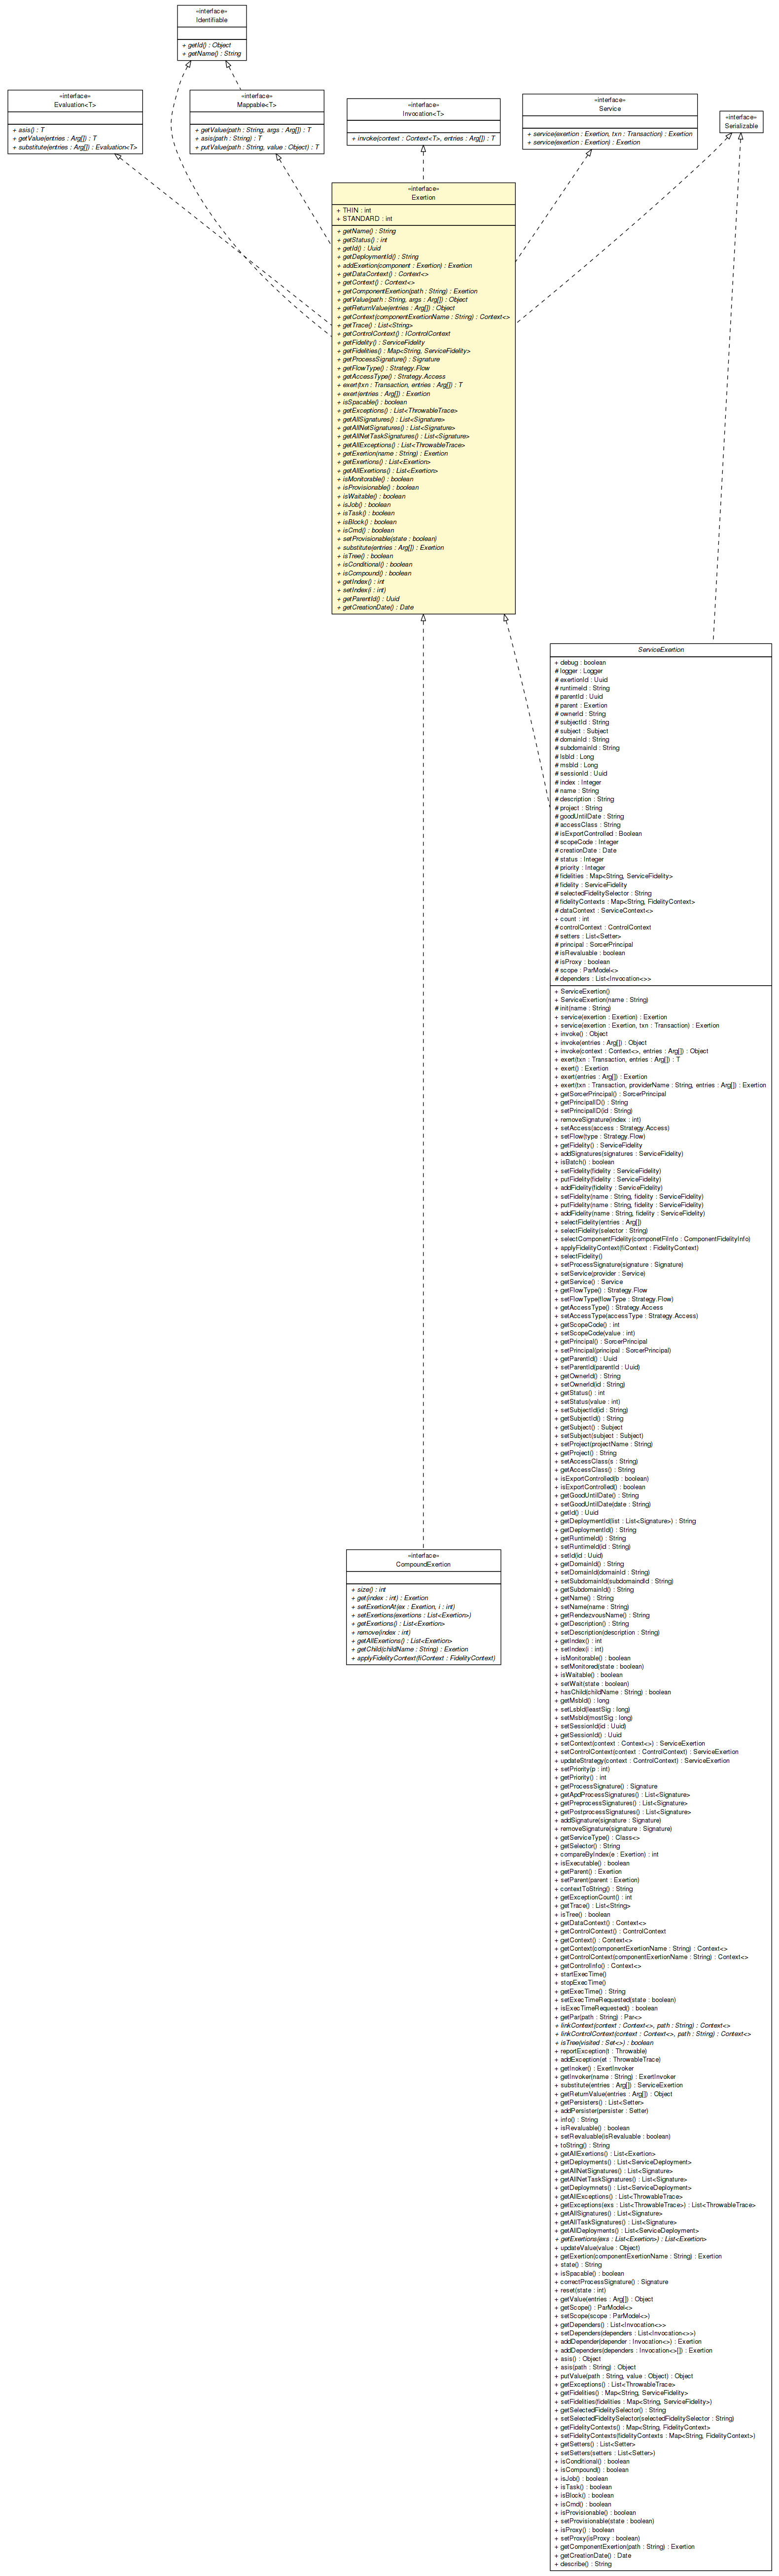 «interface»
Identifiable
+ getId() : Object
+ getName() : String
«interface»
Evaluation<T>
+ asis() : T
+ getValue(entries : Arg[]) : T
+ substitute(entries : Arg[]) : Evaluation<T>
«interface»
Mappable<T>
+ getValue(path : String, args : Arg[]) : T
+ asis(path : String) : T
+ putValue(path : String, value : Object) : T
«interface»
Invocation<T>
+ invoke(context : Context<T>, entries : Arg[]) : T
«interface»
Service
+ service(exertion : Exertion, txn : Transaction) : Exertion
+ service(exertion : Exertion) : Exertion
«interface»
Serializable
«interface»
Exertion
+ THIN : int
+ STANDARD : int
+ getName() : String
+ getStatus() : int
+ getId() : Uuid
+ getDeploymentId() : String
+ addExertion(component : Exertion) : Exertion
+ getDataContext() : Context<>
+ getContext() : Context<>
+ getComponentExertion(path : String) : Exertion
+ getValue(path : String, args : Arg[]) : Object
+ getReturnValue(entries : Arg[]) : Object
+ getContext(componentExertionName : String) : Context<>
+ getTrace() : List<String>
+ getControlContext() : IControlContext
+ getFidelity() : ServiceFidelity
+ getFidelities() : Map<String, ServiceFidelity>
+ getProcessSignature() : Signature
+ getFlowType() : Strategy.Flow
+ getAccessType() : Strategy.Access
+ exert(txn : Transaction, entries : Arg[]) : T
+ exert(entries : Arg[]) : Exertion
+ isSpacable() : boolean
+ getExceptions() : List<ThrowableTrace>
+ getAllSignatures() : List<Signature>
+ getAllNetSignatures() : List<Signature>
+ getAllNetTaskSignatures() : List<Signature>
+ getAllExceptions() : List<ThrowableTrace>
+ getExertion(name : String) : Exertion
+ getExertions() : List<Exertion>
+ getAllExertions() : List<Exertion>
+ isMonitorable() : boolean
+ isProvisionable() : boolean
+ isWaitable() : boolean
+ isJob() : boolean
+ isTask() : boolean
+ isBlock() : boolean
+ isCmd() : boolean
+ setProvisionable(state : boolean)
+ substitute(entries : Arg[]) : Exertion
+ isTree() : boolean
+ isConditional() : boolean
+ isCompound() : boolean
+ getIndex() : int
+ setIndex(i : int)
+ getParentId() : Uuid
+ getCreationDate() : Date
«interface»
CompoundExertion
+ size() : int
+ get(index : int) : Exertion
+ setExertionAt(ex : Exertion, i : int)
+ setExertions(exertions : List<Exertion>)
+ getExertions() : List<Exertion>
+ remove(index : int)
+ getAllExertions() : List<Exertion>
+ getChild(childName : String) : Exertion
+ applyFidelityContext(fiContext : FidelityContext)
ServiceExertion
+ debug : boolean
# logger : Logger
# exertionId : Uuid
# runtimeId : String
# parentId : Uuid
# parent : Exertion
# ownerId : String
# subjectId : String
# subject : Subject
# domainId : String
# subdomainId : String
# lsbId : Long
# msbId : Long
# sessionId : Uuid
# index : Integer
# name : String
# description : String
# project : String
# goodUntilDate : String
# accessClass : String
# isExportControlled : Boolean
# scopeCode : Integer
# creationDate : Date
# status : Integer
# priority : Integer
# fidelities : Map<String, ServiceFidelity>
# fidelity : ServiceFidelity
# selectedFidelitySelector : String
# fidelityContexts : Map<String, FidelityContext>
# dataContext : ServiceContext<>
+ count : int
# controlContext : ControlContext
# setters : List<Setter>
# principal : SorcerPrincipal
# isRevaluable : boolean
# isProxy : boolean
# scope : ParModel<>
# dependers : List<Invocation<>>
+ ServiceExertion()
+ ServiceExertion(name : String)
# init(name : String)
+ service(exertion : Exertion) : Exertion
+ service(exertion : Exertion, txn : Transaction) : Exertion
+ invoke() : Object
+ invoke(entries : Arg[]) : Object
+ invoke(context : Context<>, entries : Arg[]) : Object
+ exert(txn : Transaction, entries : Arg[]) : T
+ exert() : Exertion
+ exert(entries : Arg[]) : Exertion
+ exert(txn : Transaction, providerName : String, entries : Arg[]) : Exertion
+ getSorcerPrincipal() : SorcerPrincipal
+ getPrincipalID() : String
+ setPrincipalID(id : String)
+ removeSignature(index : int)
+ setAccess(access : Strategy.Access)
+ setFlow(type : Strategy.Flow)
+ getFidelity() : ServiceFidelity
+ addSignatures(signatures : ServiceFidelity)
+ isBatch() : boolean
+ setFidelity(fidelity : ServiceFidelity)
+ putFidelity(fidelity : ServiceFidelity)
+ addFidelity(fidelity : ServiceFidelity)
+ setFidelity(name : String, fidelity : ServiceFidelity)
+ putFidelity(name : String, fidelity : ServiceFidelity)
+ addFidelity(name : String, fidelity : ServiceFidelity)
+ selectFidelity(entries : Arg[])
+ selectFidelity(selector : String)
+ selectComponentFidelity(componetFiInfo : ComponentFidelityInfo)
+ applyFidelityContext(fiContext : FidelityContext)
+ selectFidelity()
+ setProcessSignature(signature : Signature)
+ setService(provider : Service)
+ getService() : Service
+ getFlowType() : Strategy.Flow
+ setFlowType(flowType : Strategy.Flow)
+ getAccessType() : Strategy.Access
+ setAccessType(accessType : Strategy.Access)
+ getScopeCode() : int
+ setScopeCode(value : int)
+ getPrincipal() : SorcerPrincipal
+ setPrincipal(principal : SorcerPrincipal)
+ getParentId() : Uuid
+ setParentId(parentId : Uuid)
+ getOwnerId() : String
+ setOwnerId(id : String)
+ getStatus() : int
+ setStatus(value : int)
+ setSubjectId(id : String)
+ getSubjectId() : String
+ getSubject() : Subject
+ setSubject(subject : Subject)
+ setProject(projectName : String)
+ getProject() : String
+ setAccessClass(s : String)
+ getAccessClass() : String
+ isExportControlled(b : boolean)
+ isExportControlled() : boolean
+ getGoodUntilDate() : String
+ setGoodUntilDate(date : String)
+ getId() : Uuid
+ getDeploymentId(list : List<Signature>) : String
+ getDeploymentId() : String
+ getRuntimeId() : String
+ setRuntimeId(id : String)
+ setId(id : Uuid)
+ getDomainId() : String
+ setDomainId(domainId : String)
+ setSubdomainId(subdomaindId : String)
+ getSubdomainId() : String
+ getName() : String
+ setName(name : String)
+ getRendezvousName() : String
+ getDescription() : String
+ setDescription(description : String)
+ getIndex() : int
+ setIndex(i : int)
+ isMonitorable() : boolean
+ setMonitored(state : boolean)
+ isWaitable() : boolean
+ setWait(state : boolean)
+ hasChild(childName : String) : boolean
+ getMsbId() : long
+ setLsbId(leastSig : long)
+ setMsbId(mostSig : long)
+ setSessionId(id : Uuid)
+ getSessionId() : Uuid
+ setContext(context : Context<>) : ServiceExertion
+ setControlContext(context : ControlContext) : ServiceExertion
+ updateStrategy(context : ControlContext) : ServiceExertion
+ setPriority(p : int)
+ getPriority() : int
+ getProcessSignature() : Signature
+ getApdProcessSignatures() : List<Signature>
+ getPreprocessSignatures() : List<Signature>
+ getPostprocessSignatures() : List<Signature>
+ addSignature(signature : Signature)
+ removeSignature(signature : Signature)
+ getServiceType() : Class<>
+ getSelector() : String
+ compareByIndex(e : Exertion) : int
+ isExecutable() : boolean
+ getParent() : Exertion
+ setParent(parent : Exertion)
+ contextToString() : String
+ getExceptionCount() : int
+ getTrace() : List<String>
+ isTree() : boolean
+ getDataContext() : Context<>
+ getControlContext() : ControlContext
+ getContext() : Context<>
+ getContext(componentExertionName : String) : Context<>
+ getControlContext(componentExertionName : String) : Context<>
+ getControlInfo() : Context<>
+ startExecTime()
+ stopExecTime()
+ getExecTime() : String
+ setExecTimeRequested(state : boolean)
+ isExecTimeRequested() : boolean
+ getPar(path : String) : Par<>
+ linkContext(context : Context<>, path : String) : Context<>
+ linkControlContext(context : Context<>, path : String) : Context<>
+ isTree(visited : Set<>) : boolean
+ reportException(t : Throwable)
+ addException(et : ThrowableTrace)
+ getInoker() : ExertInvoker
+ getInvoker(name : String) : ExertInvoker
+ substitute(entries : Arg[]) : ServiceExertion
+ getReturnValue(entries : Arg[]) : Object
+ getPersisters() : List<Setter>
+ addPersister(persister : Setter)
+ info() : String
+ isRevaluable() : boolean
+ setRevaluable(isRevaluable : boolean)
+ toString() : String
+ getAllExertions() : List<Exertion>
+ getDeployments() : List<ServiceDeployment>
+ getAllNetSignatures() : List<Signature>
+ getAllNetTaskSignatures() : List<Signature>
+ getDeploymnets() : List<ServiceDeployment>
+ getAllExceptions() : List<ThrowableTrace>
+ getExceptions(exs : List<ThrowableTrace>) : List<ThrowableTrace>
+ getAllSignatures() : List<Signature>
+ getAllTaskSignatures() : List<Signature>
+ getAllDeployments() : List<ServiceDeployment>
+ getExertions(exs : List<Exertion>) : List<Exertion>
+ updateValue(value : Object)
+ getExertion(componentExertionName : String) : Exertion
+ state() : String
+ isSpacable() : boolean
+ correctProcessSignature() : Signature
+ reset(state : int)
+ getValue(entries : Arg[]) : Object
+ getScope() : ParModel<>
+ setScope(scope : ParModel<>)
+ getDependers() : List<Invocation<>>
+ setDependers(dependers : List<Invocation<>>)
+ addDepender(depender : Invocation<>) : Exertion
+ addDependers(dependers : Invocation<>[]) : Exertion
+ asis() : Object
+ asis(path : String) : Object
+ putValue(path : String, value : Object) : Object
+ getExceptions() : List<ThrowableTrace>
+ getFidelities() : Map<String, ServiceFidelity>
+ setFidelities(fidelities : Map<String, ServiceFidelity>)
+ getSelectedFidelitySelector() : String
+ setSelectedFidelitySelector(selectedFidelitySelector : String)
+ getFidelityContexts() : Map<String, FidelityContext>
+ setFidelityContexts(fidelityContexts : Map<String, FidelityContext>)
+ getSetters() : List<Setter>
+ setSetters(setters : List<Setter>)
+ isConditional() : boolean
+ isCompound() : boolean
+ isJob() : boolean
+ isTask() : boolean
+ isBlock() : boolean
+ isCmd() : boolean
+ isProvisionable() : boolean
+ setProvisionable(state : boolean)
+ isProxy() : boolean
+ setProxy(isProxy : boolean)
+ getComponentExertion(path : String) : Exertion
+ getCreationDate() : Date
+ describe() : String